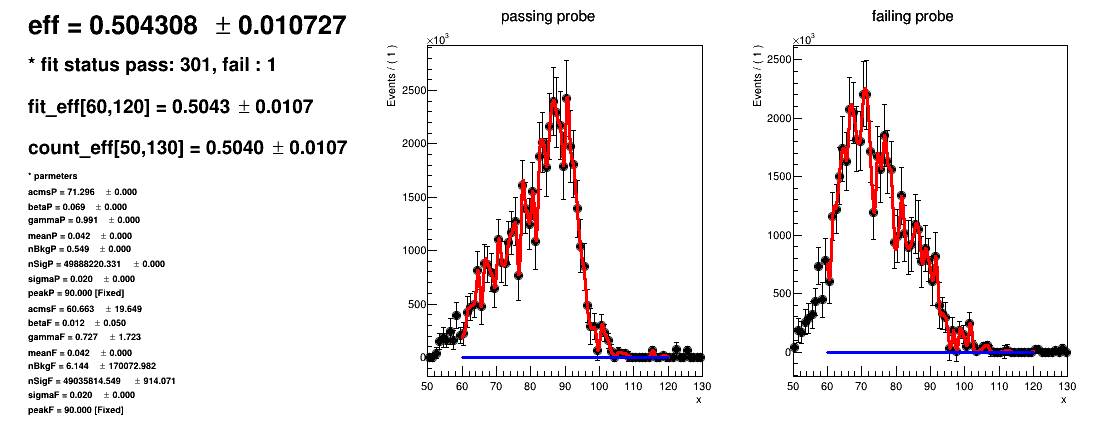 eff = 0.504308 ± 0.010727
* fit status pass: 301, fail : 1
fit_eff[60,120] = 0.5043 ± 0.0107
count_eff[50,130] = 0.5040 ± 0.0107
* parmeters
acmsP = 71.296 ± 0.000
betaP = 0.069 ± 0.000
gammaP = 0.991 ± 0.000
meanP = 0.042 ± 0.000
nBkgP = 0.549 ± 0.000
nSigP = 49888220.331 ± 0.000
sigmaP = 0.020 ± 0.000
peakP = 90.000 [Fixed]
acmsF = 60.663 ± 19.649
betaF = 0.012 ± 0.050
gammaF = 0.727 ± 1.723
meanF = 0.042 ± 0.000
nBkgF = 6.144 ± 170072.982
nSigF = 49035814.549 ± 914.071
sigmaF = 0.020 ± 0.000
peakF = 90.000 [Fixed]
passing probe
×10³
Events / ( 1 )
2500
2000
1500
1000
500
0
50 60 70 80 90 100 110 120 130
x
failing probe
×10³
Events / ( 1 )
2500
2000
1500
1000
500
0
50 60 70 80 90 100 110 120 130
x